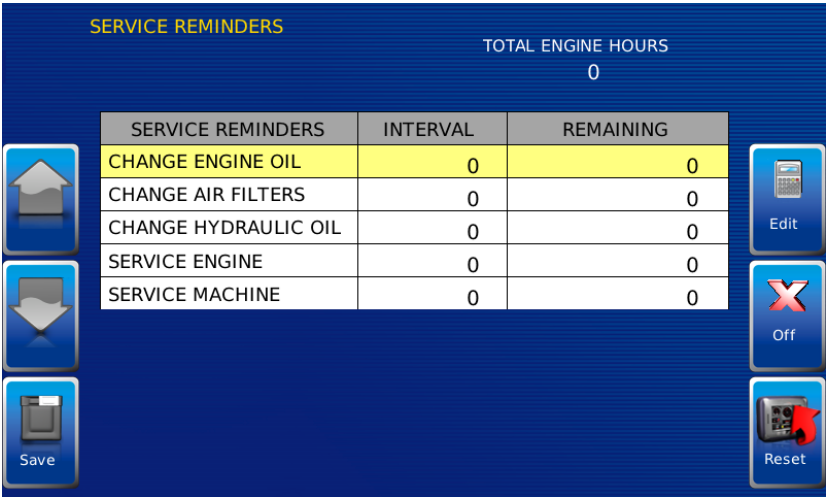 SERVICE REMINDERS
TOTAL ENGINE HOURS
0
SERVICE REMINDERS INTERVAL REMAINING
CHANGE ENGINE OIL 0 0
CHANGE AIR FILTERS 0 0
CHANGE HYDRAULIC OIL 0 0
SERVICE ENGINE 0 0
SERVICE MACHINE 0 0
Edit
Off
Save
Reset